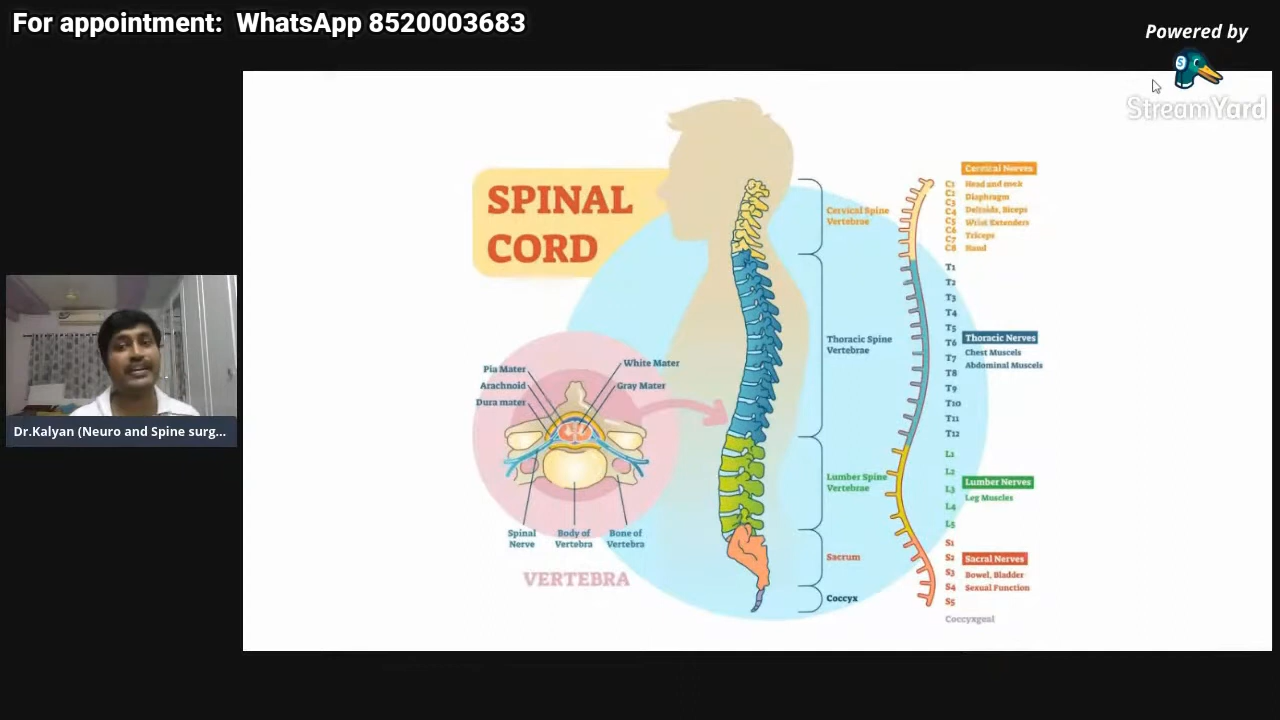 For appointment: WhatsApp 8520003683
Powered by
StreamYard
SPINAL
CORD
Cervical Spine
Vertebrae
Thoracic Spine
Vertebrae
Lumber Spine
Vertebrae
Sacrum
Coccyx
Cervical Nerves
C1
C2
C3
C4
C5
C6
C7
C8
Head and neck
Diaphragm
Deltoids, Biceps
Wrist Extenders
Triceps
Hand
T1
T2
T3
T4
T5
T6
T7
T8
T9
T10
T11
T12
Thoracic Nerves
Chest Muscels
Abdominal Muscels
L1
L2
L3
L4
L5
Lumber Nerves
Leg Muscles
S1
S2
S3
S4
S5
Sacral Nerves
Bowel, Bladder
Sexual Function
Coccyxgeal
Pia Mater
Arachnoid
Dura mater
White Mater
Gray Mater
Spinal
Nerve
Body of
Vertebra
Bone of
Vertebra
VERTEBRA
Dr.Kalyan (Neuro and Spine surg...